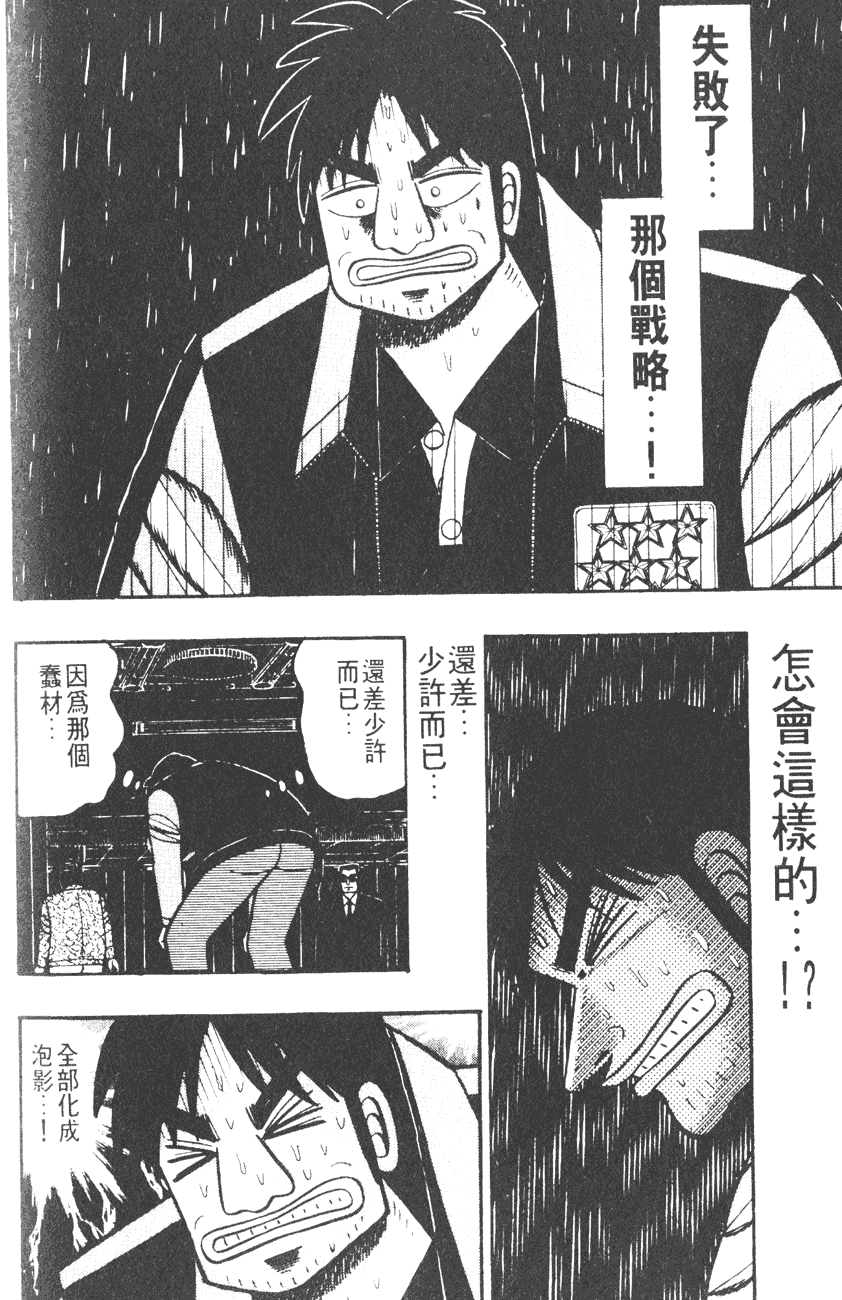 失敗了…
那個戰略…！
怎會這樣的…！？
還差…
少許而已…
還差少許
而已…
因爲那個
蠢材…
全部化成
泡影…！